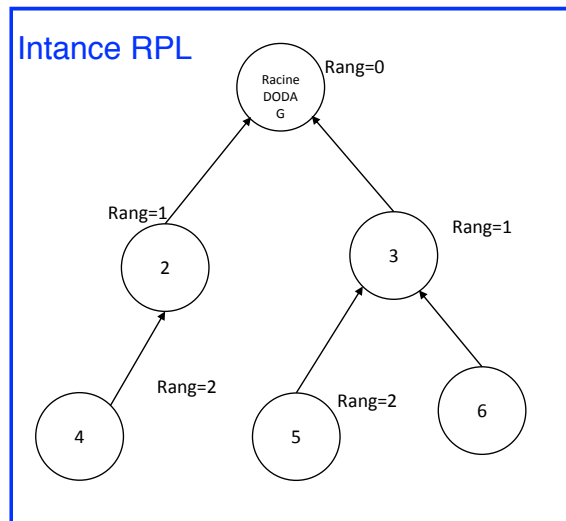 Intance RPL
Rang=0
Racine
DODA
G
Rang=1
Rang=1
2
3
Rang=2
Rang=2
4
5
6